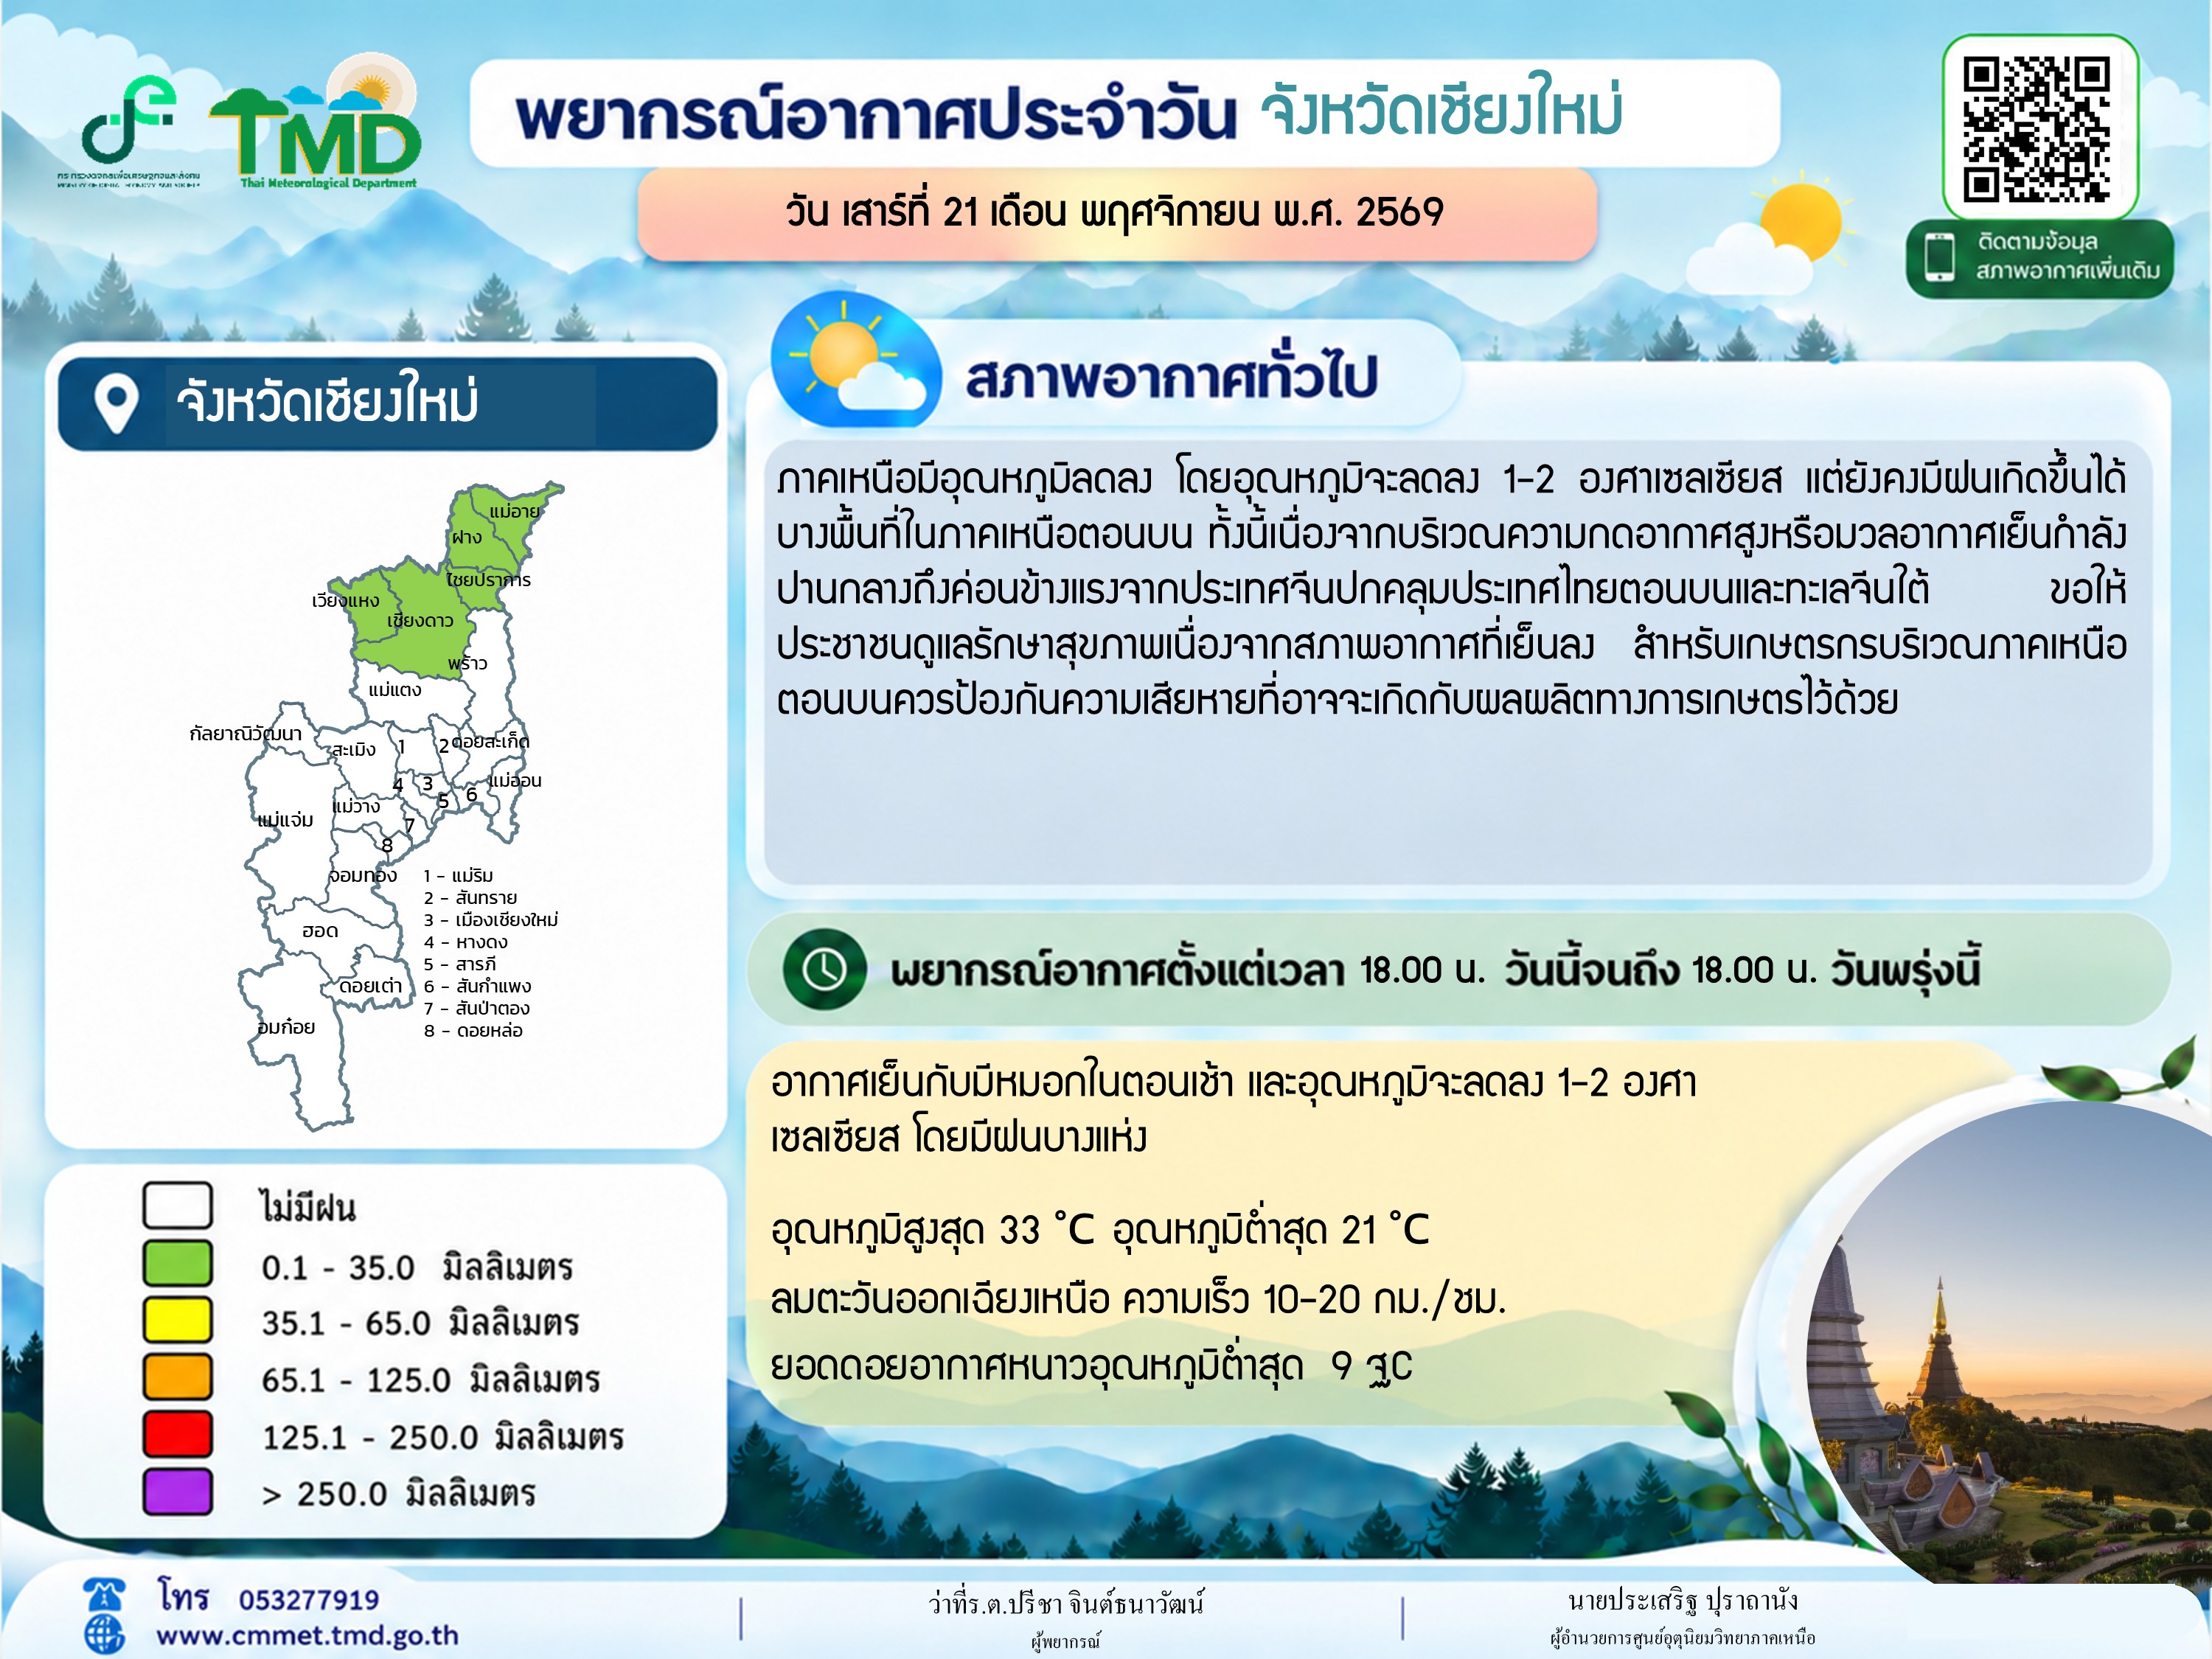 พยากรณ์อากาศประจำวัน จังหวัดเชียงใหม่
TMD
Thai Meteorological Department
วัน เสาร์ที่ 21 เดือน พฤศจิกายน พ.ศ. 2569
ติดตามข้อมูล
สภาพอากาศเพิ่มเติม
จังหวัดเชียงใหม่
แม่อาย
ฝาง
ไชยปราการ
เวียงแหง
เชียงดาว
พร้าว
แม่แตง
กัลยาณิวัฒนา
สะเมิง
1
2
ดอยสะเก็ด
4
3
แม่ออน
5
6
แม่วาง
แม่แจ่ม
7
8
จอมทอง
1 - แม่ริม
2 - สันทราย
3 - เมืองเชียงใหม่
4 - หางดง
5 - สารภี
6 - สันกำแพง
7 - สันป่าตอง
8 - ดอยหล่อ
ฮอด
ดอยเต่า
อมก๋อย
ไม่มีฝน
0.1 - 35.0 มิลลิเมตร
35.1 - 65.0 มิลลิเมตร
65.1 - 125.0 มิลลิเมตร
125.1 - 250.0 มิลลิเมตร
> 250.0 มิลลิเมตร
สภาพอากาศทั่วไป
ภาคเหนือมีอุณหภูมิลดลง โดยอุณหภูมิจะลดลง 1-2 องศาเซลเซียส แต่ยังคงมีฝนเกิดขึ้นได้
บางพื้นที่ในภาคเหนือตอนบน ทั้งนี้เนื่องจากบริเวณความกดอากาศสูงหรือมวลอากาศเย็นกำลัง
ปานกลางถึงค่อนข้างแรงจากประเทศจีนปกคลุมประเทศไทยตอนบนและทะเลจีนใต้ ขอให้
ประชาชนดูแลรักษาสุขภาพเนื่องจากสภาพอากาศที่เย็นลง สำหรับเกษตรกรบริเวณภาคเหนือ
ตอนบนควรป้องกันความเสียหายที่อาจจะเกิดกับผลผลิตทางการเกษตรไว้ด้วย
พยากรณ์อากาศตั้งแต่เวลา 18.00 น. วันนี้จนถึง 18.00 น. วันพรุ่งนี้
อากาศเย็นกับมีหมอกในตอนเช้า และอุณหภูมิจะลดลง 1-2 องศา
เซลเซียส โดยมีฝนบางแห่ง
อุณหภูมิสูงสุด 33 °C อุณหภูมิต่ำสุด 21 °C
ลมตะวันออกเฉียงเหนือ ความเร็ว 10-20 กม./ชม.
ยอดดอยอากาศหนาวอุณหภูมิต่ำสุด 9 ฐC
โทร 053277919
www.cmmet.tmd.go.th
ว่าที่ร.ต.ปรีชา จินต์ธนาวัฒน์
ผู้พยากรณ์
นายประเสริฐ ปุราถานัง
ผู้อำนวยการศูนย์อุตุนิยมวิทยาภาคเหนือ